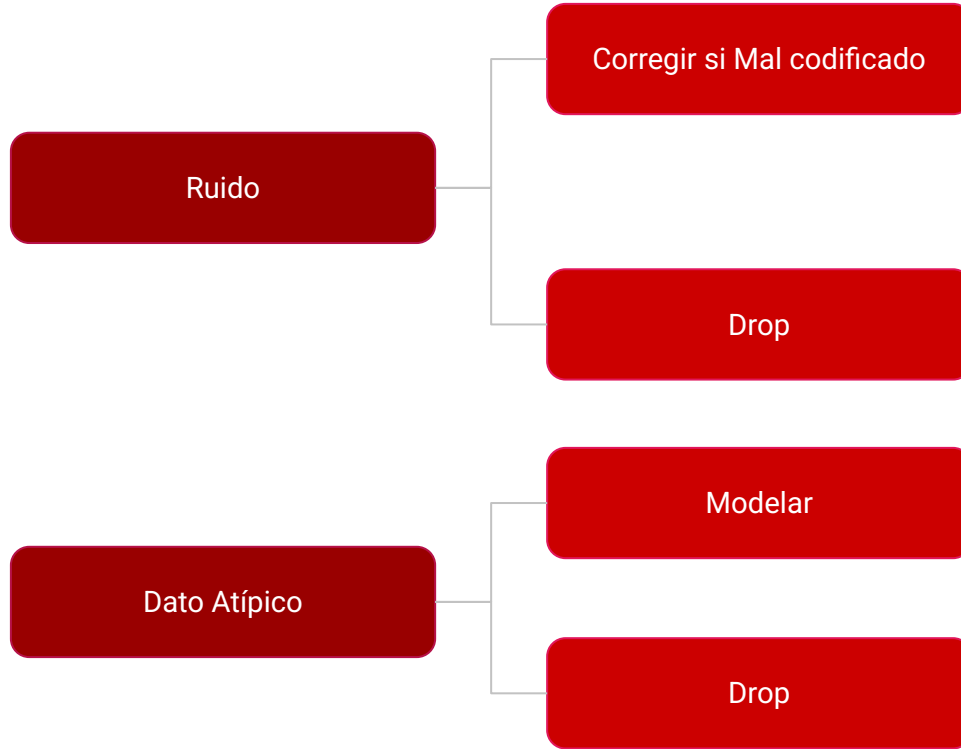 Corregir si Mal codificado
Ruido
Drop
Modelar
Dato Atípico
Drop